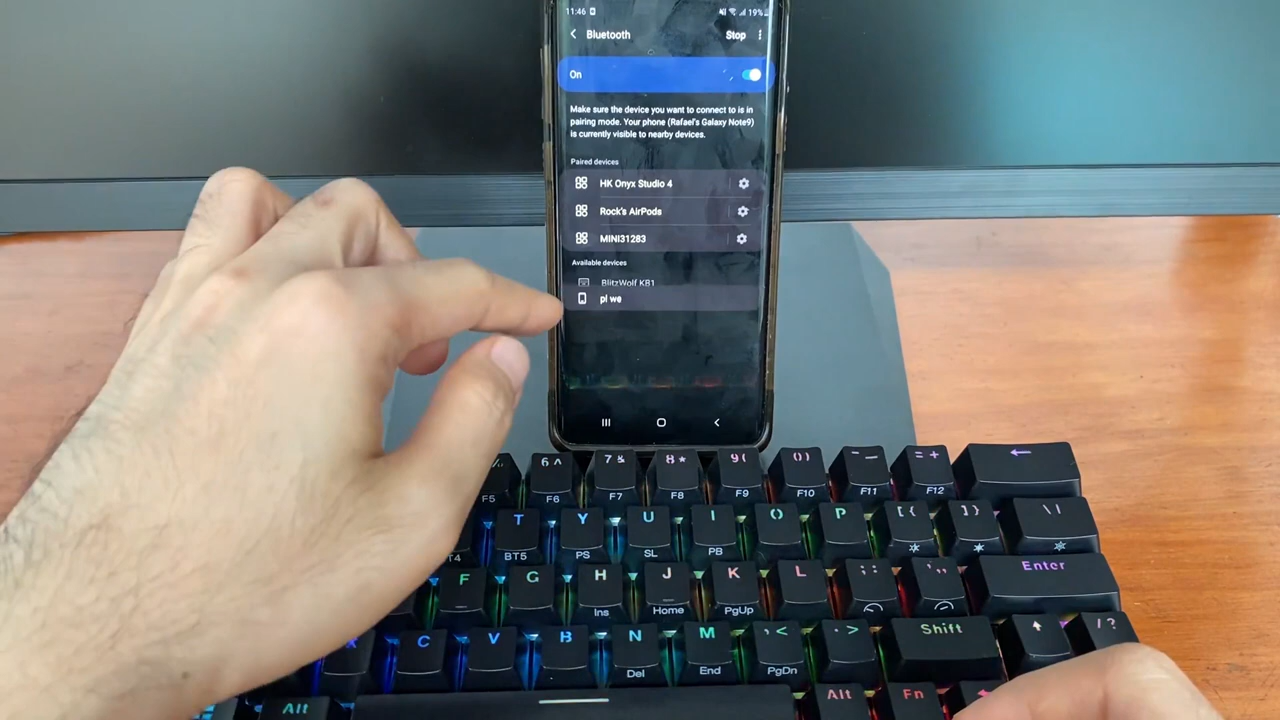 11:46 19%
Bluetooth Stop
On
Make sure the device you want to connect to is in
pairing mode. Your phone (Rafael's Galaxy Note9)
is currently visible to nearby devices.
Paired devices
HK Onyx Studio 4
Rock's AirPods
MINI31283
Available devices
BlitzWolf KB1
pl we
6^ 7& 8* 9( 0) -_ =+ ←
F5 F6 F7 F8 F9 F10 F11 F12
T Y U I O P [{ ]} \|
BT5 PS SL PB
F G H J K L ;: '" Enter
Ins Home PgUp
X C V B N M ,< .> Shift ↑ /?
Del End PgDn
Alt Alt Fn